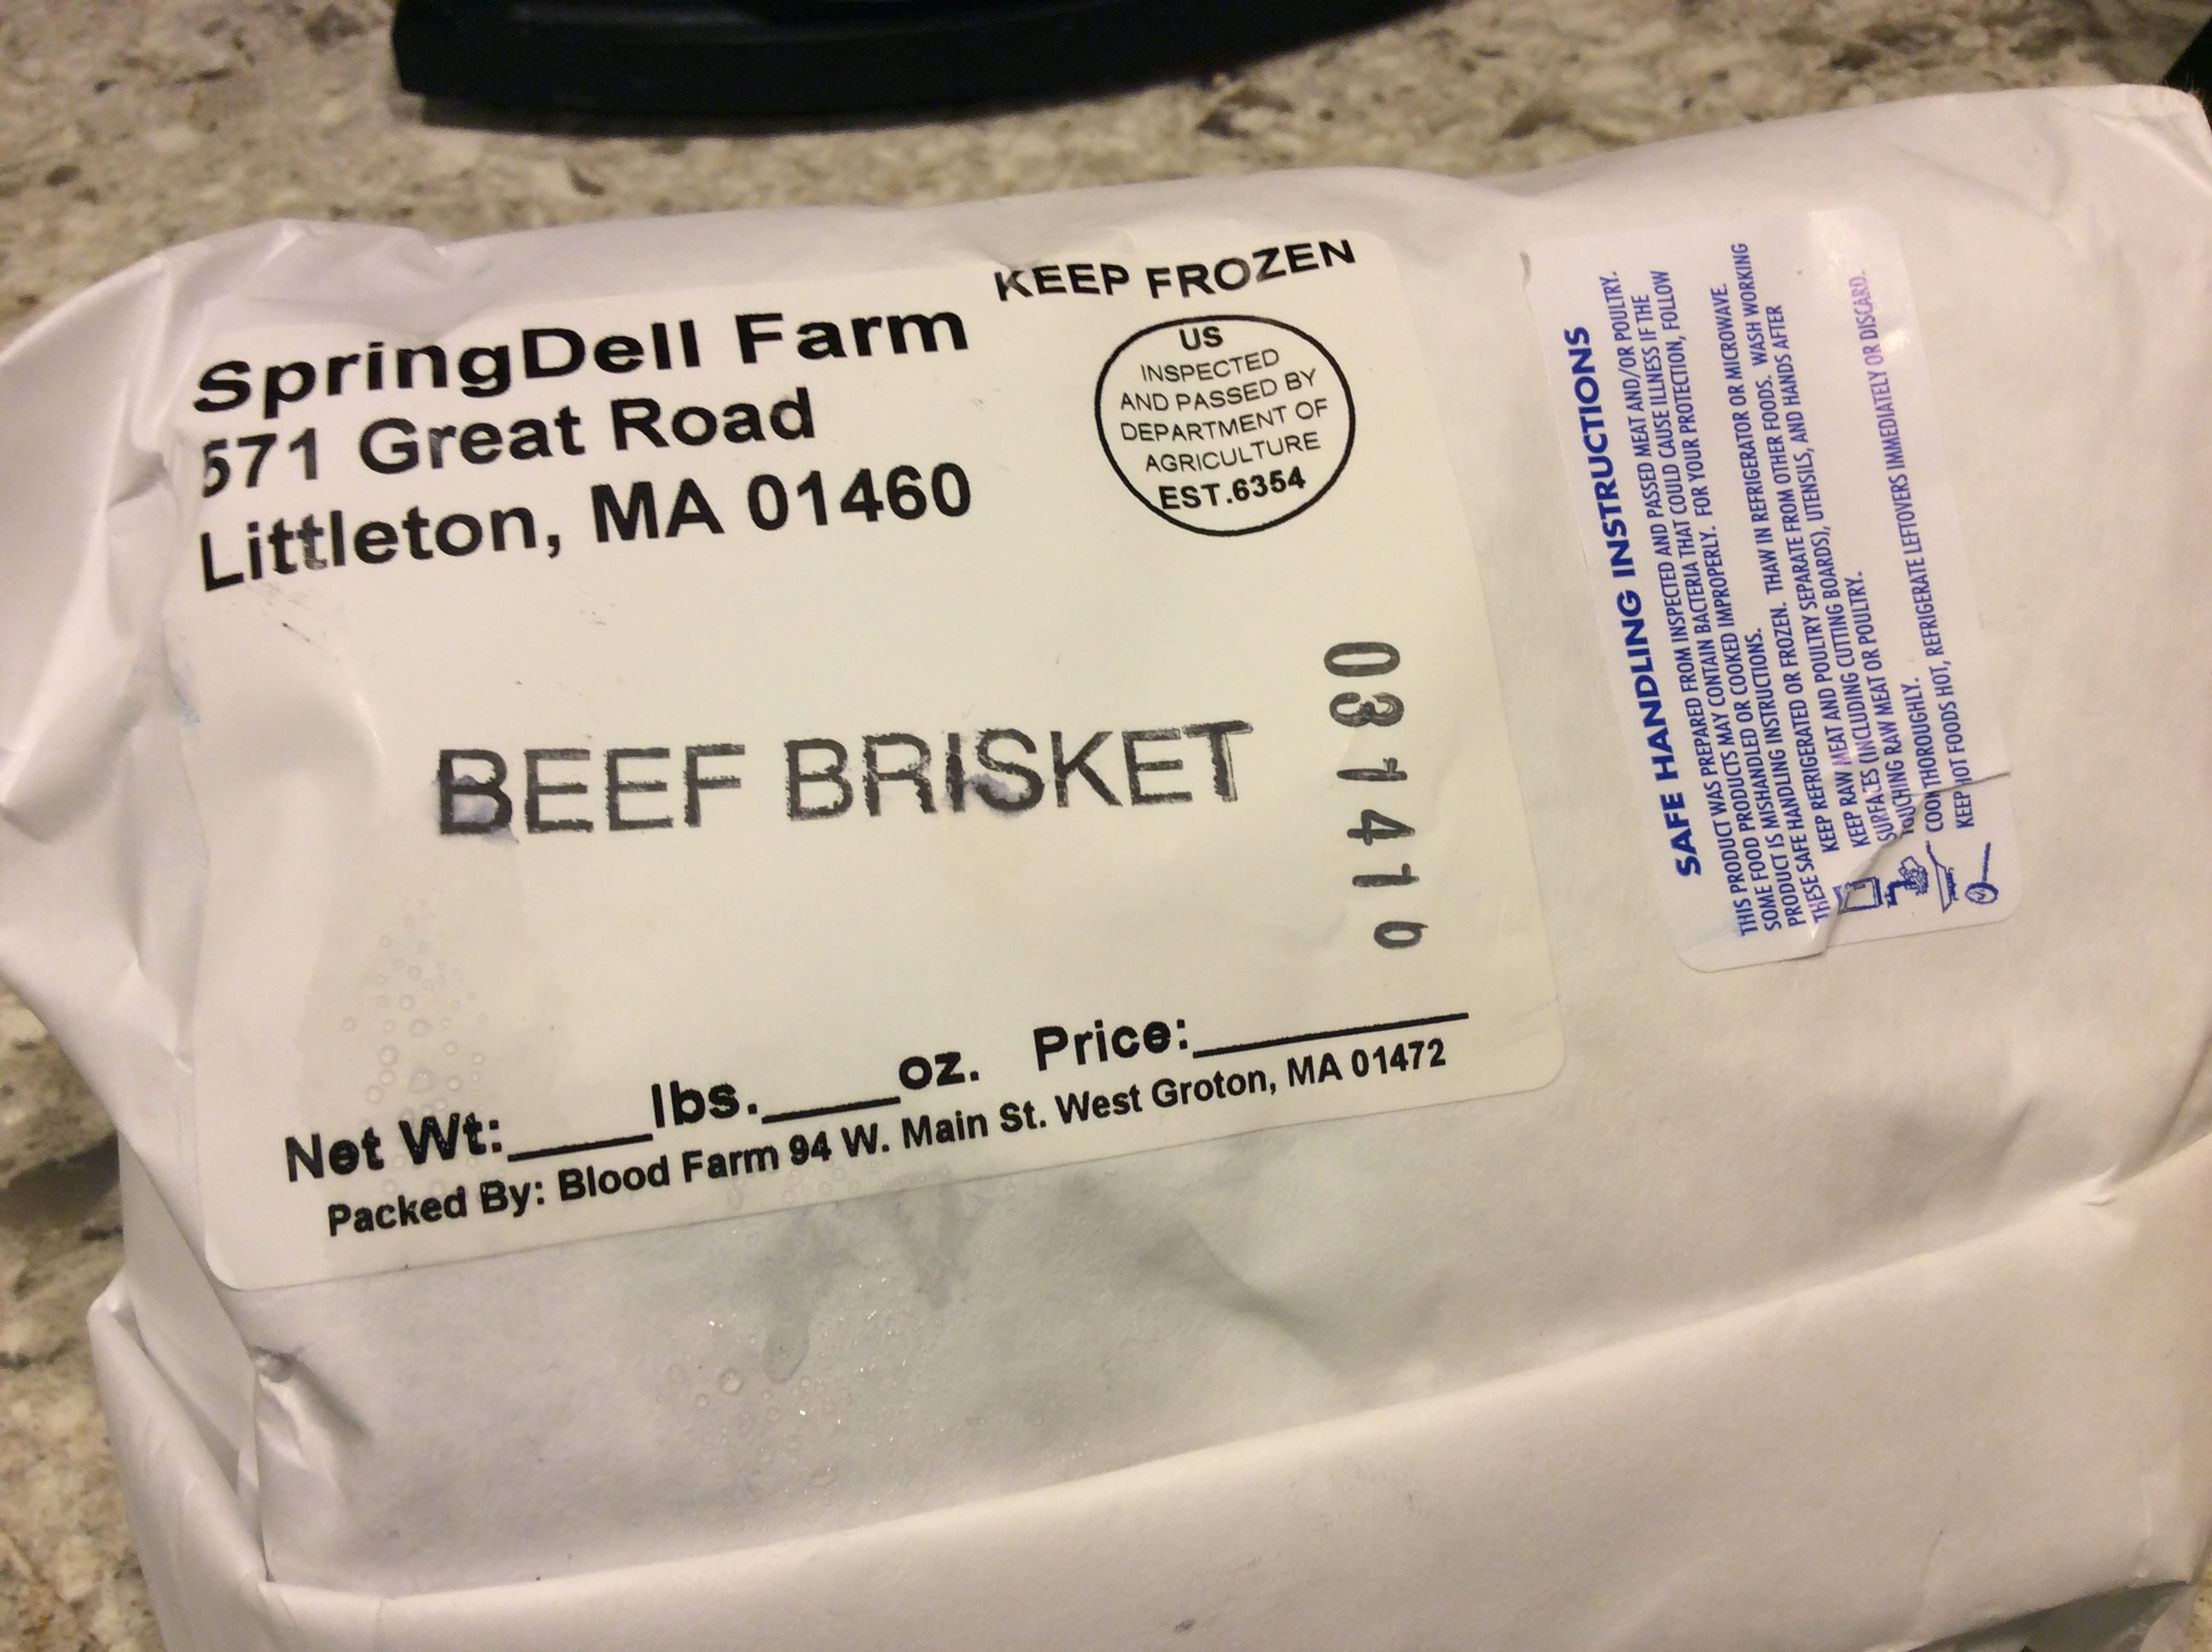 KEEP FROZEN
SpringDell Farm
571 Great Road
Littleton, MA 01460
US
INSPECTED
AND PASSED BY
DEPARTMENT OF
AGRICULTURE
EST.6354
BEEF BRISKET
031416
Net Wt:____lbs.____oz. Price:________
Packed By: Blood Farm 94 W. Main St. West Groton, MA 01472
SAFE HANDLING INSTRUCTIONS
THIS PRODUCT WAS PREPARED FROM INSPECTED AND PASSED MEAT AND/OR POULTRY.
SOME FOOD PRODUCTS MAY CONTAIN BACTERIA THAT COULD CAUSE ILLNESS IF THE
PRODUCT IS MISHANDLED OR COOKED IMPROPERLY. FOR YOUR PROTECTION, FOLLOW
THESE SAFE HANDLING INSTRUCTIONS.
KEEP REFRIGERATED OR FROZEN. THAW IN REFRIGERATOR OR MICROWAVE.
KEEP RAW MEAT AND POULTRY SEPARATE FROM OTHER FOODS. WASH WORKING
SURFACES (INCLUDING CUTTING BOARDS), UTENSILS, AND HANDS AFTER
TOUCHING RAW MEAT OR POULTRY.
COOK THOROUGHLY.
KEEP HOT FOODS HOT, REFRIGERATE LEFTOVERS IMMEDIATELY OR DISCARD.